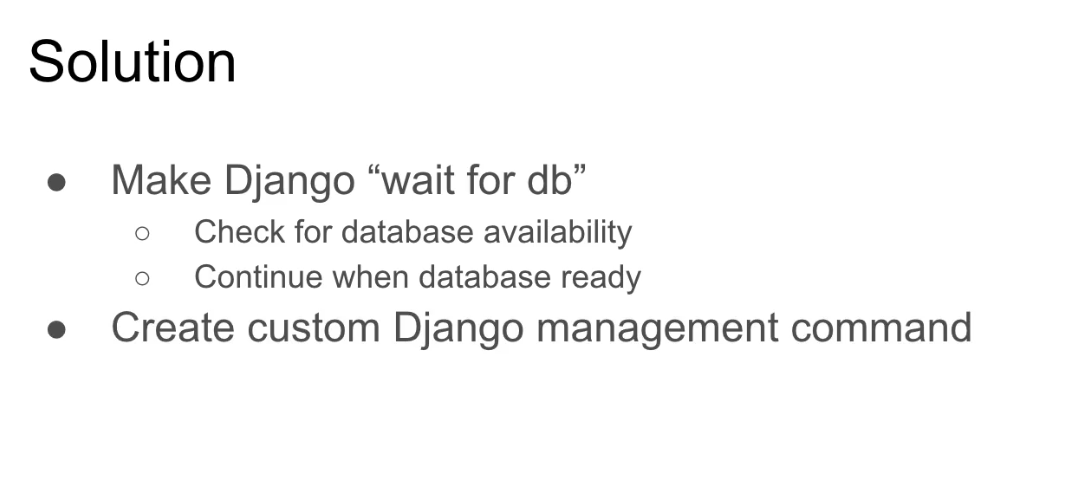 Solution
● Make Django “wait for db”
○ Check for database availability
○ Continue when database ready
● Create custom Django management command